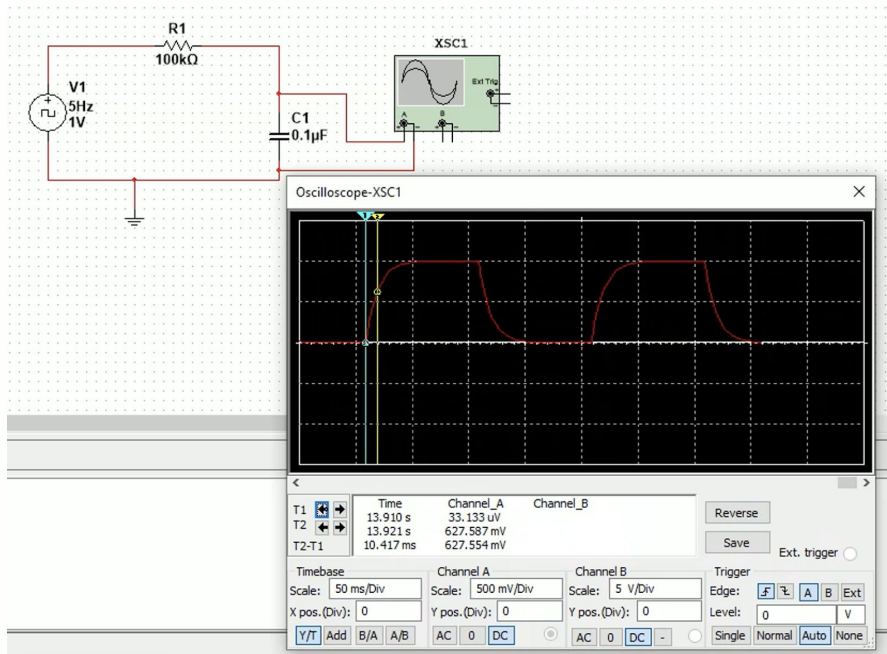 R1
100kΩ
V1
5Hz
1V
C1
0.1µF
XSC1
Ext Trig
+
-
A
B
+ - + -
Oscilloscope-XSC1
1 2
T1
T2
T2-T1
Time Channel_A Channel_B
13.910 s 33.133 uV
13.921 s 627.587 mV
10.417 ms 627.554 mV
Reverse
Save
Ext. trigger
Timebase
Scale: 50 ms/Div
X pos.(Div): 0
Y/T Add B/A A/B
Channel A
Scale: 500 mV/Div
Y pos.(Div): 0
AC 0 DC
Channel B
Scale: 5 V/Div
Y pos.(Div): 0
AC 0 DC -
Trigger
Edge: A B Ext
Level: 0 V
Single Normal Auto None